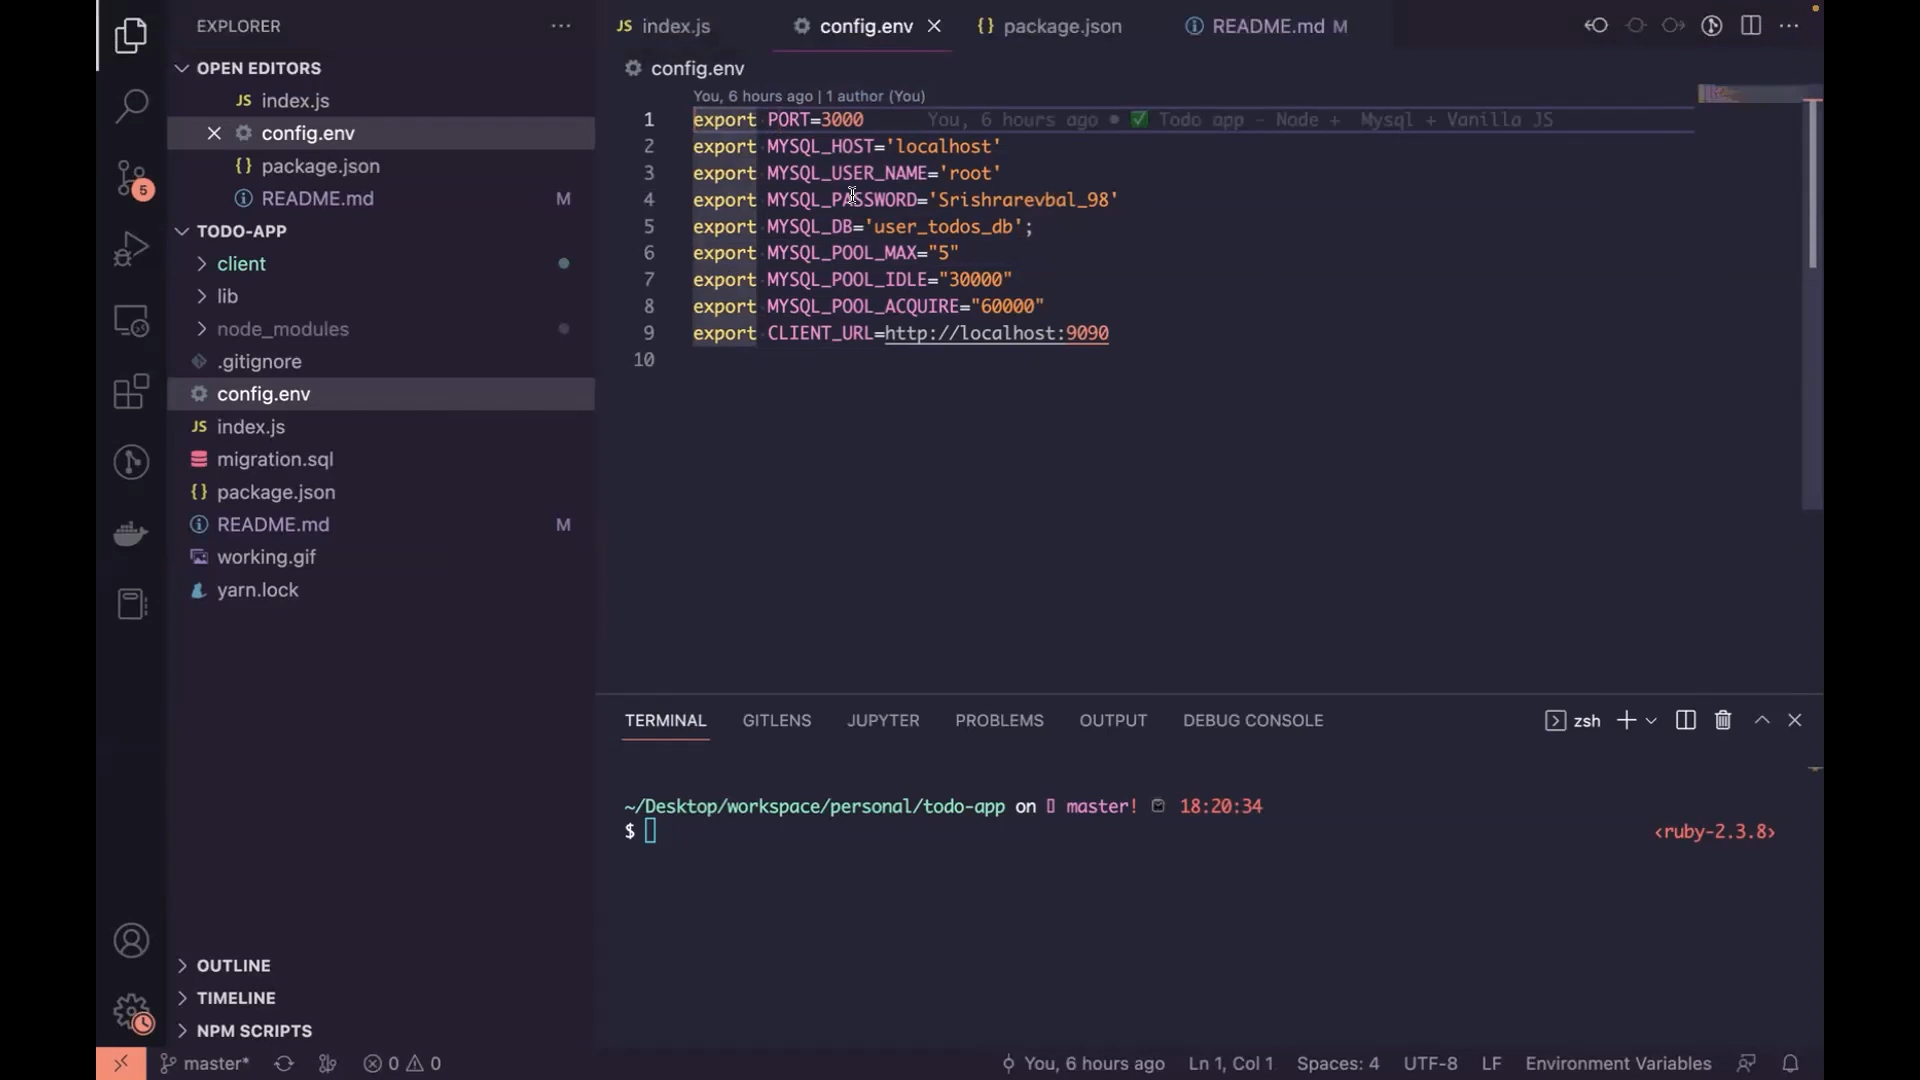 EXPLORER
OPEN EDITORS
JS index.js
config.env
{} package.json
README.md M
TODO-APP
client
lib
node_modules
.gitignore
config.env
JS index.js
migration.sql
{} package.json
README.md M
working.gif
yarn.lock
OUTLINE
TIMELINE
NPM SCRIPTS
5
JS index.js
config.env
{} package.json
README.md M
config.env
You, 6 hours ago | 1 author (You)
1 export PORT=3000 You, 6 hours ago • ✅ Todo app - Node + Mysql + Vanilla JS
2 export MYSQL_HOST='localhost'
3 export MYSQL_USER_NAME='root'
4 export MYSQL_PASSWORD='Srishrarevbal_98'
5 export MYSQL_DB='user_todos_db';
6 export MYSQL_POOL_MAX="5"
7 export MYSQL_POOL_IDLE="30000"
8 export MYSQL_POOL_ACQUIRE="60000"
9 export CLIENT_URL=http://localhost:9090
10
TERMINAL GITLENS JUPYTER PROBLEMS OUTPUT DEBUG CONSOLE
zsh
~/Desktop/workspace/personal/todo-app on master! 18:20:34
$
‹ruby-2.3.8›
master* 0 0
You, 6 hours ago Ln 1, Col 1 Spaces: 4 UTF-8 LF Environment Variables